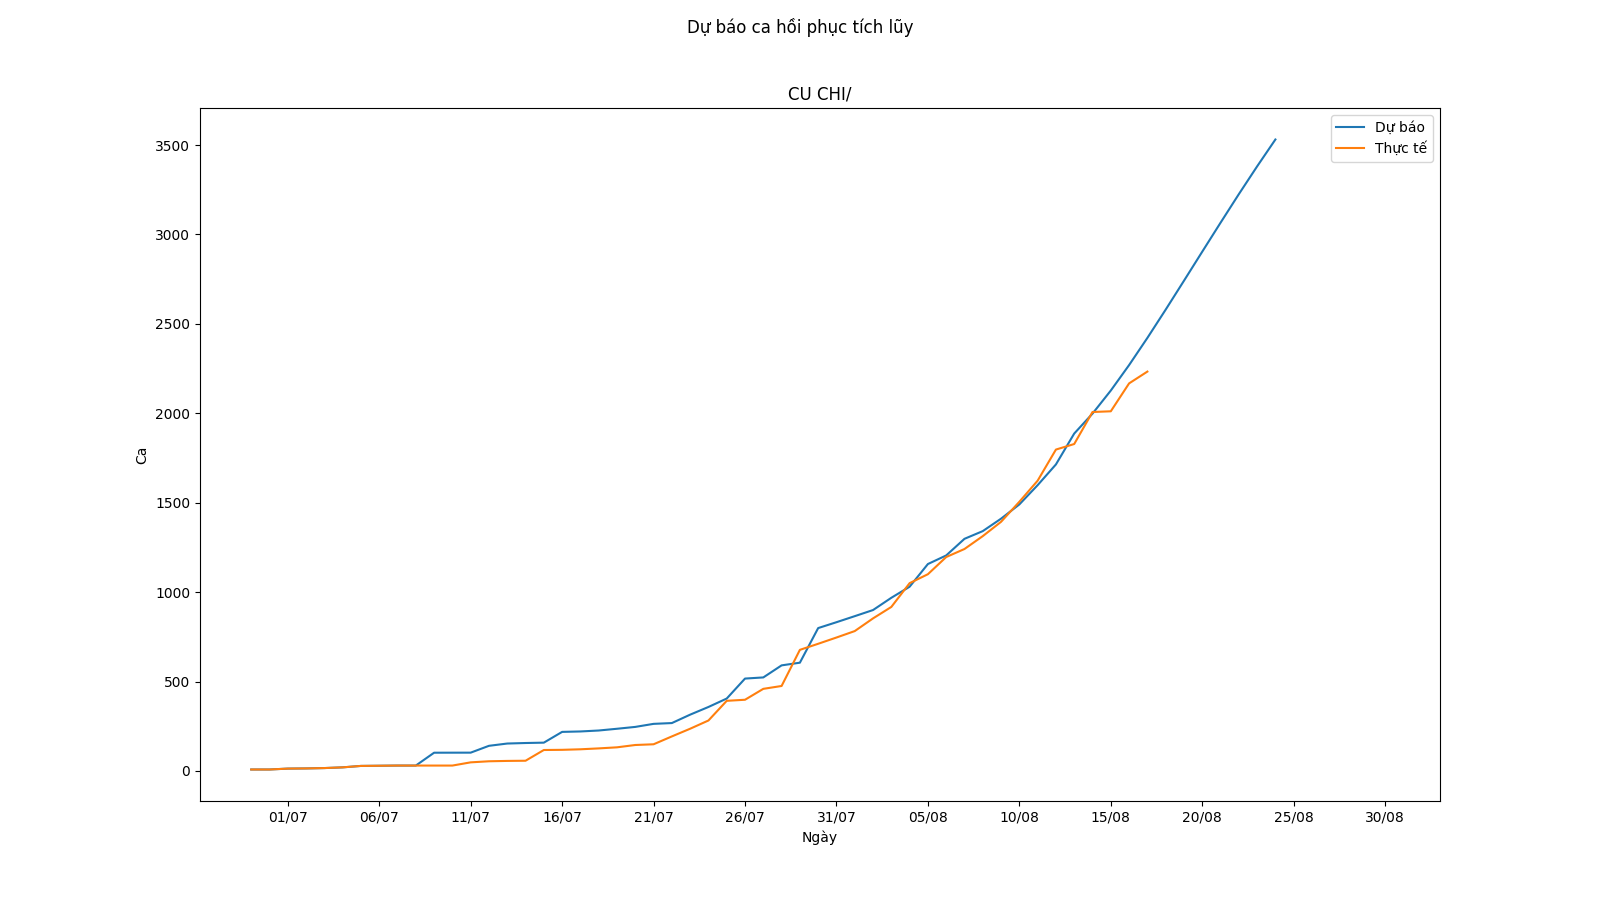 Dự báo ca hồi phục tích lũy
CU CHI/
Dự báo
Thực tế
3500
3000
2500
2000
1500
1000
500
0
Ca
01/07 06/07 11/07 16/07 21/07 26/07 31/07 05/08 10/08 15/08 20/08 25/08 30/08
Ngày